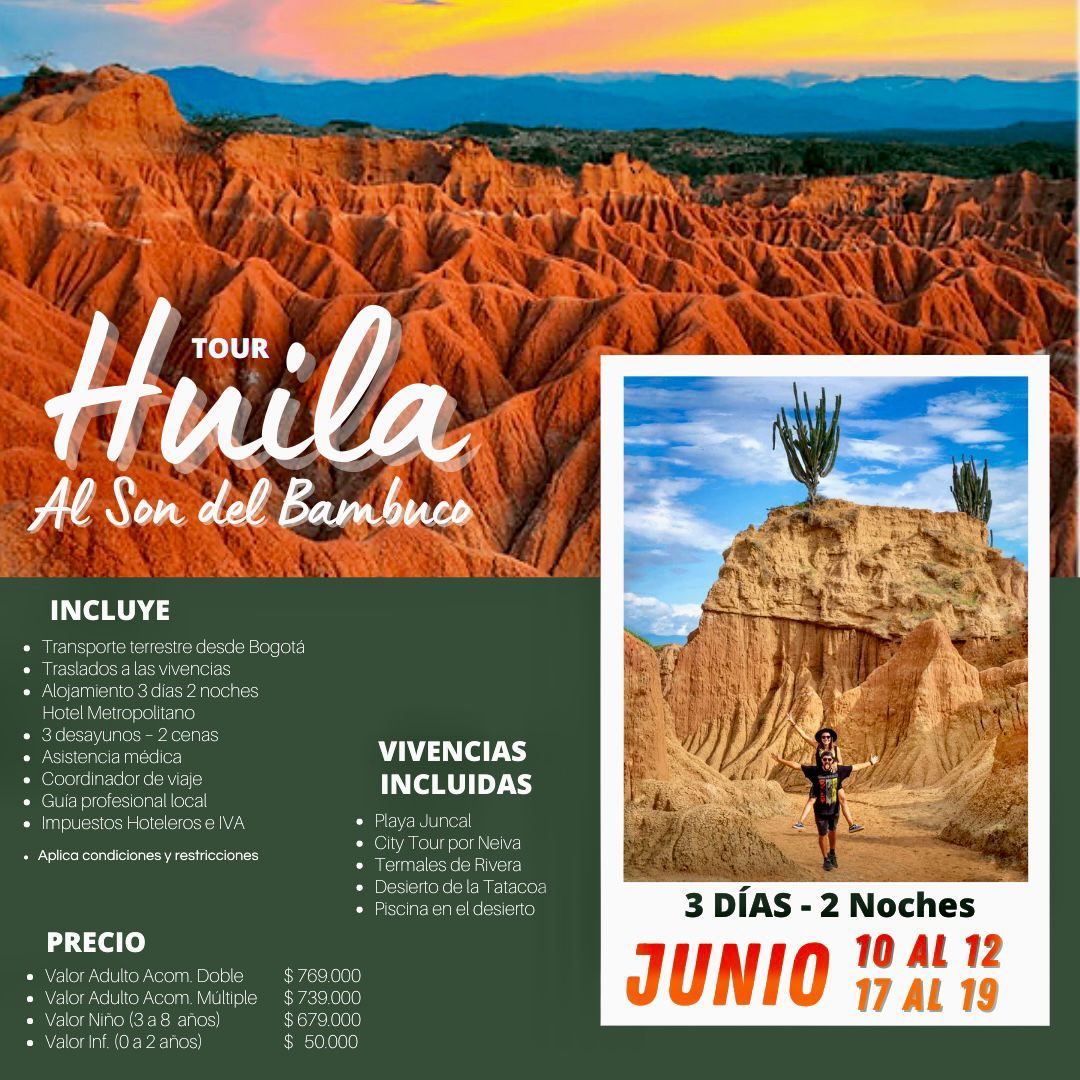 TOUR
Huila
Al Son del Bambuco
INCLUYE
• Transporte terrestre desde Bogotá
• Traslados a las vivencias
• Alojamiento 3 días 2 noches
Hotel Metropolitano
• 3 desayunos – 2 cenas
• Asistencia médica
• Coordinador de viaje
• Guía profesional local
• Impuestos Hoteleros e IVA
• Aplica condiciones y restricciones
VIVENCIAS
INCLUIDAS
• Playa Juncal
• City Tour por Neiva
• Termales de Rivera
• Desierto de la Tatacoa
• Piscina en el desierto
PRECIO
• Valor Adulto Acom. Doble $ 769.000
• Valor Adulto Acom. Múltiple $ 739.000
• Valor Niño (3 a 8 años) $ 679.000
• Valor Inf. (0 a 2 años) $ 50.000
3 DÍAS - 2 Noches
JUNIO
10 AL 12
17 AL 19